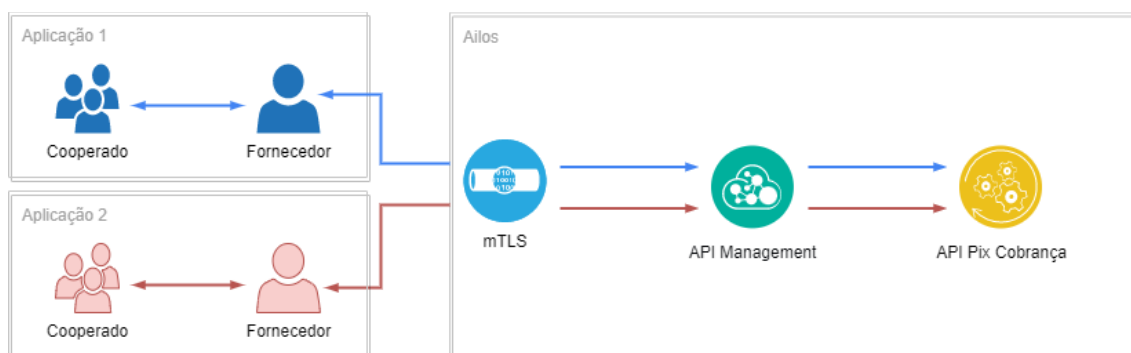 Aplicação 1
Cooperado
Fornecedor
Aplicação 2
Cooperado
Fornecedor
Ailos
mTLS
API Management
API Pix Cobrança